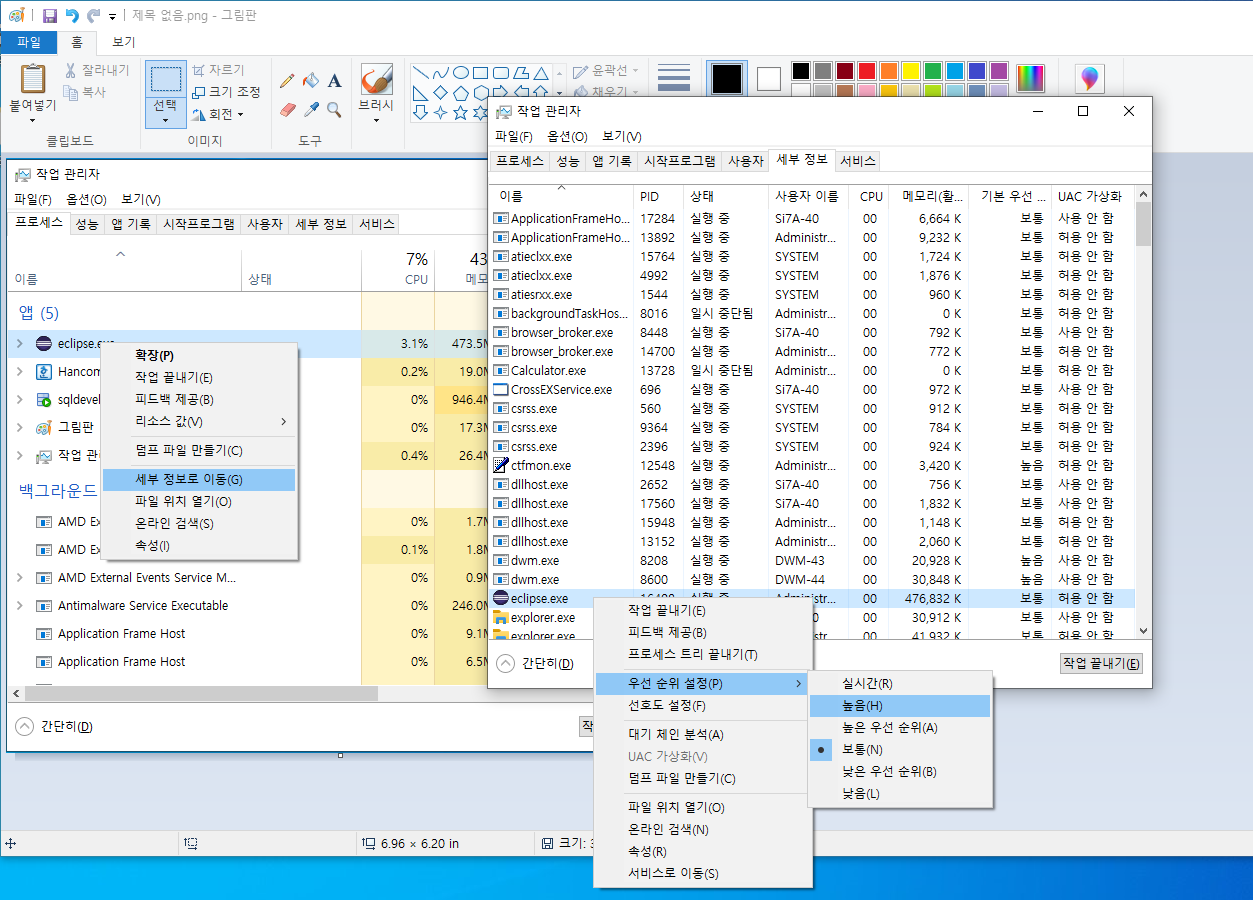 제목 없음.png - 그림판
파일 홈 보기
붙여넣기
잘라내기
복사
클립보드
선택
자르기
크기 조정
회전
이미지
A
도구
브러시
윤곽선
채우기
작업 관리자
파일(F) 옵션(O) 보기(V)
프로세스 성능 앱 기록 시작프로그램 사용자 세부 정보 서비스
7% 43
이름 상태 CPU 메모
앱 (5)
eclipse.exe 3.1% 473.5M
Hancom 0.2% 19.0
sqldevel 0% 946.4
그림판 0% 17.3
작업 관 0.4% 26.4
백그라운드
AMD Ex 0% 1.7
AMD Ex 0.1% 1.8
AMD External Events Service M... 0% 0.9
Antimalware Service Executable 0% 246.0
Application Frame Host 0% 9.1
Application Frame Host 0% 6.5
간단히(D)
작
확장(P)
작업 끝내기(E)
피드백 제공(B)
리소스 값(V)
덤프 파일 만들기(C)
세부 정보로 이동(G)
파일 위치 열기(O)
온라인 검색(S)
속성(I)
작업 관리자
파일(F) 옵션(O) 보기(V)
프로세스 성능 앱 기록 시작프로그램 사용자 세부 정보 서비스
이름 PID 상태 사용자 이름 CPU 메모리(활... 기본 우선 ... UAC 가상화
ApplicationFrameHo... 17284 실행 중 Si7A-40 00 6,664 K 보통 사용 안 함
ApplicationFrameHo... 13892 실행 중 Administr... 00 9,232 K 보통 허용 안 함
atieclxx.exe 15764 실행 중 SYSTEM 00 1,724 K 보통 허용 안 함
atieclxx.exe 4992 실행 중 SYSTEM 00 1,876 K 보통 허용 안 함
atiesrxx.exe 1544 실행 중 SYSTEM 00 960 K 보통 허용 안 함
backgroundTaskHos... 8016 일시 중단됨 Administr... 00 0 K 보통 허용 안 함
browser_broker.exe 8448 실행 중 Si7A-40 00 792 K 보통 사용 안 함
browser_broker.exe 14700 실행 중 Administr... 00 772 K 보통 허용 안 함
Calculator.exe 13728 일시 중단됨 Administr... 00 0 K 보통 허용 안 함
CrossEXService.exe 696 실행 중 Si7A-40 00 972 K 보통 사용 안 함
csrss.exe 560 실행 중 SYSTEM 00 912 K 보통 허용 안 함
csrss.exe 9364 실행 중 SYSTEM 00 784 K 보통 허용 안 함
csrss.exe 2396 실행 중 SYSTEM 00 924 K 보통 허용 안 함
ctfmon.exe 12548 실행 중 Administr... 00 3,420 K 높음 허용 안 함
dllhost.exe 2652 실행 중 Si7A-40 00 756 K 보통 사용 안 함
dllhost.exe 17560 실행 중 Si7A-40 00 1,832 K 보통 사용 안 함
dllhost.exe 15948 실행 중 Administr... 00 1,148 K 보통 허용 안 함
dllhost.exe 13152 실행 중 Administr... 00 2,060 K 보통 허용 안 함
dwm.exe 8208 실행 중 DWM-43 00 20,928 K 높음 허용 안 함
dwm.exe 8600 실행 중 DWM-44 00 30,848 K 높음 허용 안 함
eclipse.exe 16488 실행 중 Administr... 00 476,832 K 보통 허용 안 함
explorer.exe 0 00 30,912 K 보통 사용 안 함
explorer.exe str... 00 41,932 K 보통 허용 안 함
간단히(D) 작업 끝내기(E)
작업 끝내기(E)
피드백 제공(B)
프로세스 트리 끝내기(T)
우선 순위 설정(P)
선호도 설정(F)
대기 체인 분석(A)
UAC 가상화(V)
덤프 파일 만들기(C)
파일 위치 열기(O)
온라인 검색(N)
속성(R)
서비스로 이동(S)
실시간(R)
높음(H)
높은 우선 순위(A)
보통(N)
낮은 우선 순위(B)
낮음(L)
6.96 × 6.20 in
크기: 3